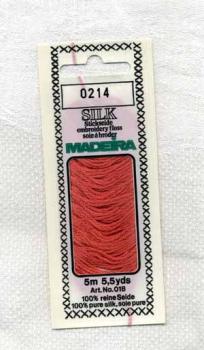 0214
SILK
Stickseide
embroidery floss
soie à broder
MADEIRA
5m 5,5yds
Art. No. 018
100% reine Seide
100% pure silk, soie pure